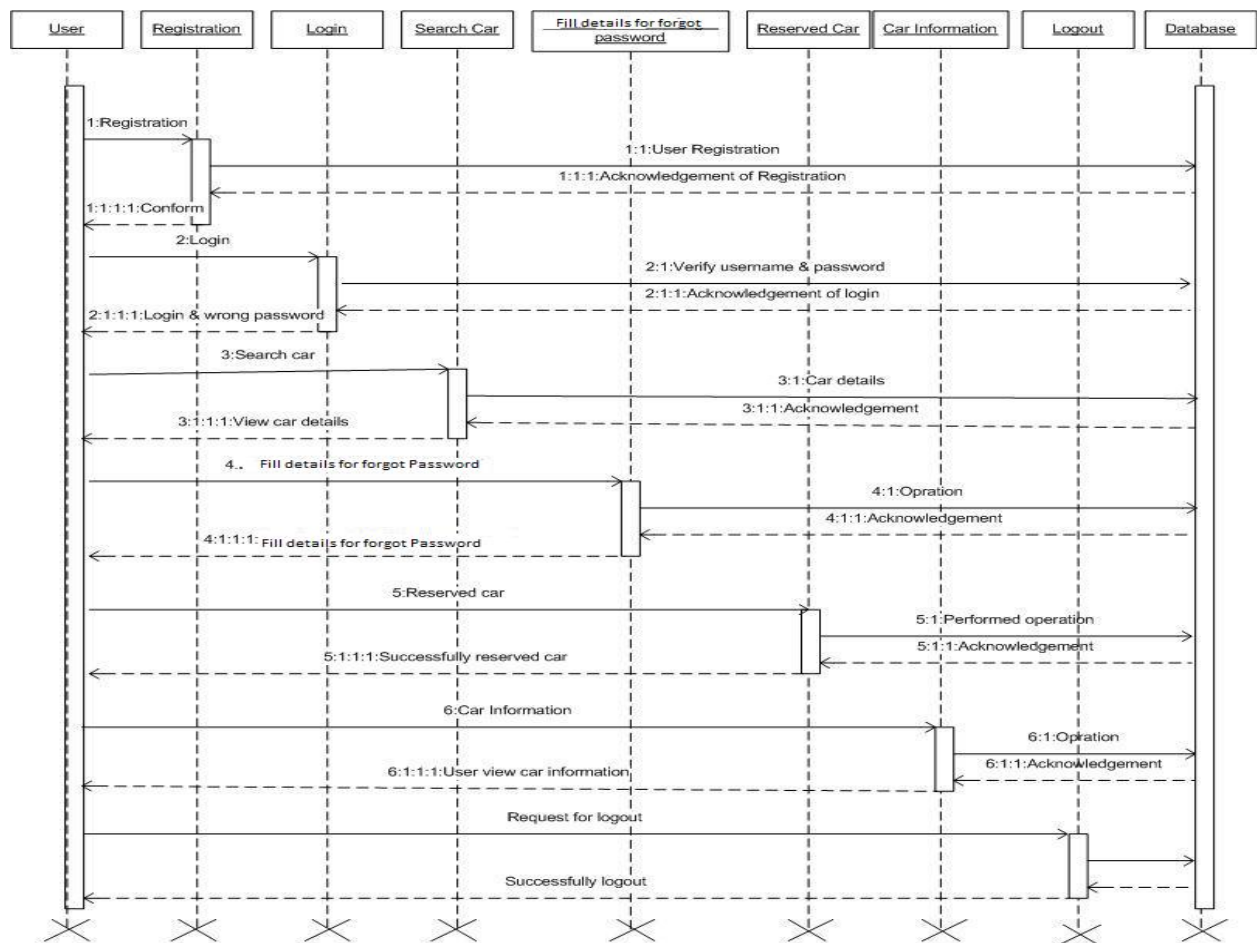 User
Registration
Login
Search Car
Fill details for forgot
password
Reserved Car
Car Information
Logout
Database
1:Registration
1:1:User Registration
1:1:1:Acknowledgement of Registration
1:1:1:1:Conform
2:Login
2:1:Verify username & password
2:1:1:Acknowledgement of login
2:1:1:1:Login & wrong password
3:Search car
3:1:Car details
3:1:1:Acknowledgement
3:1:1:1:View car details
4.. Fill details for forgot Password
4:1:Opration
4:1:1:Acknowledgement
4:1:1:1: Fill details for forgot Password
5:Reserved car
5:1:Performed operation
5:1:1:Acknowledgement
5:1:1:1:Successfully reserved car
6:Car Information
6:1:Opration
6:1:1:Acknowledgement
6:1:1:1:User view car information
Request for logout
Successfully logout